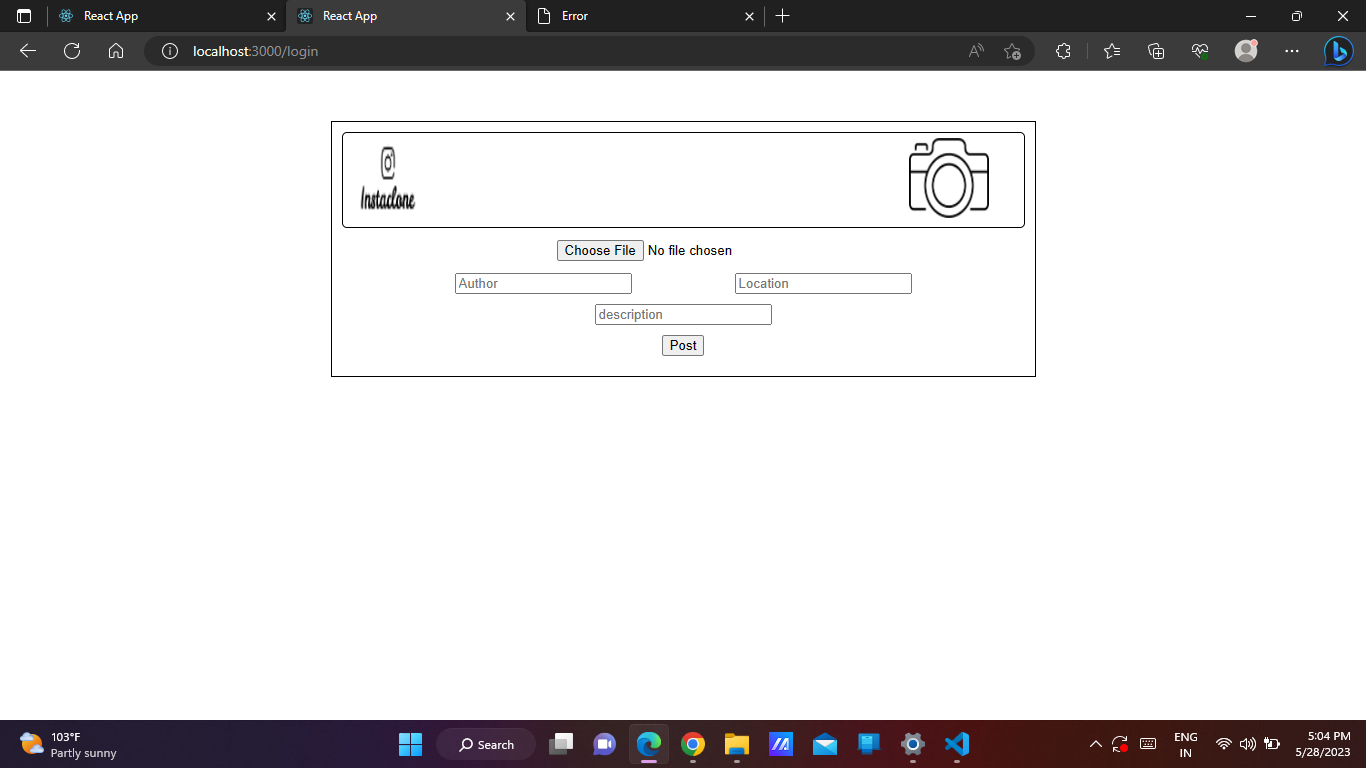 React App
React App
Error
localhost:3000/login
Instaclone
Choose File No file chosen
Author
Location
description
Post
103°F
Partly sunny
Search
ENG
IN
5:04 PM
5/28/2023